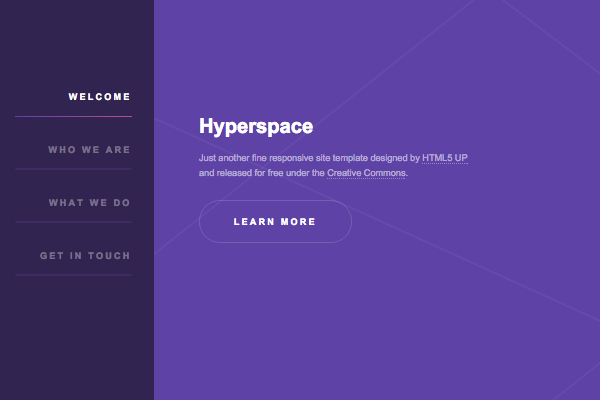 WELCOME
WHO WE ARE
WHAT WE DO
GET IN TOUCH
Hyperspace
Just another fine responsive site template designed by HTML5 UP
and released for free under the Creative Commons.
LEARN MORE